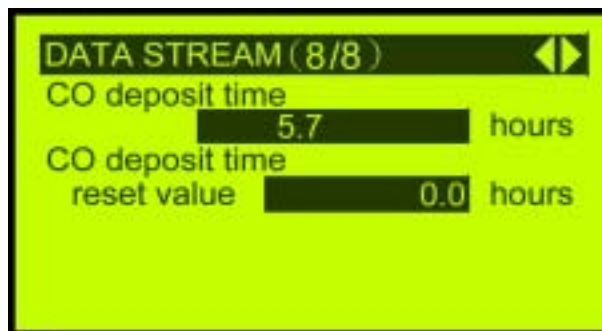 DATA STREAM(8/8)
CO deposit time
5.7 hours
CO deposit time
reset value 0.0 hours